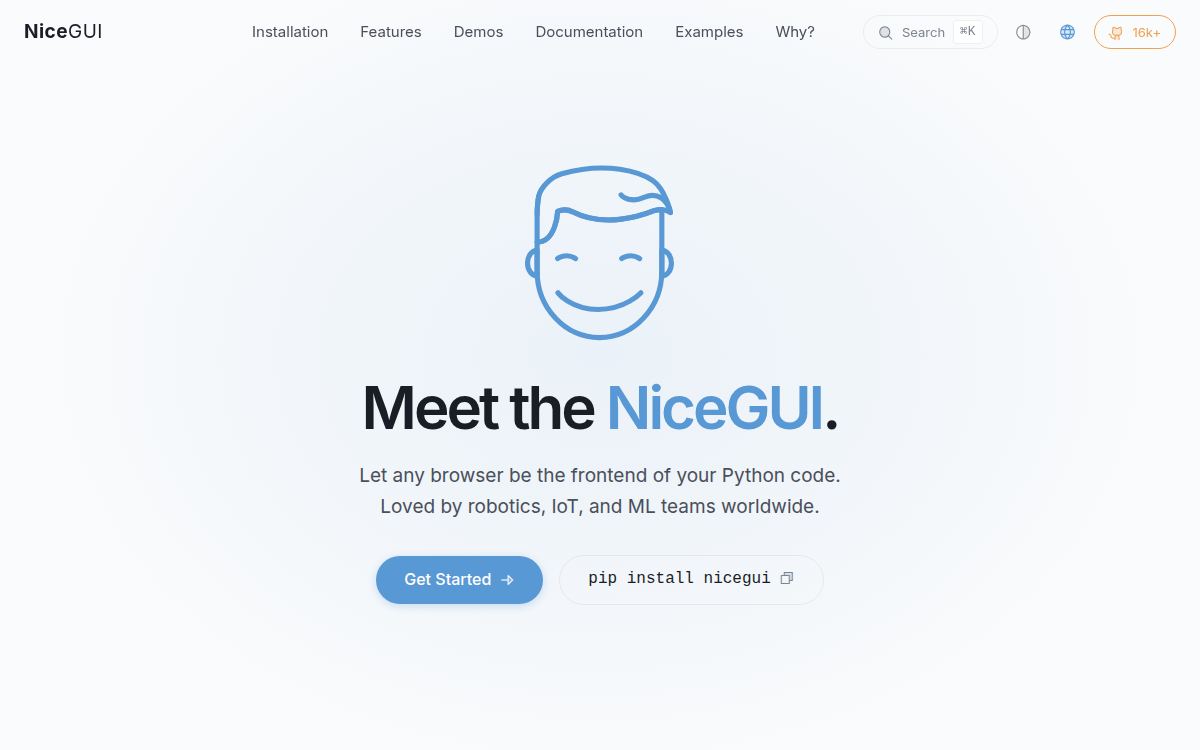 NiceGUI
Installation Features Demos Documentation Examples Why? Search ⌘K 16k+
Meet the NiceGUI.
Let any browser be the frontend of your Python code.
Loved by robotics, IoT, and ML teams worldwide.
Get Started
pip install nicegui